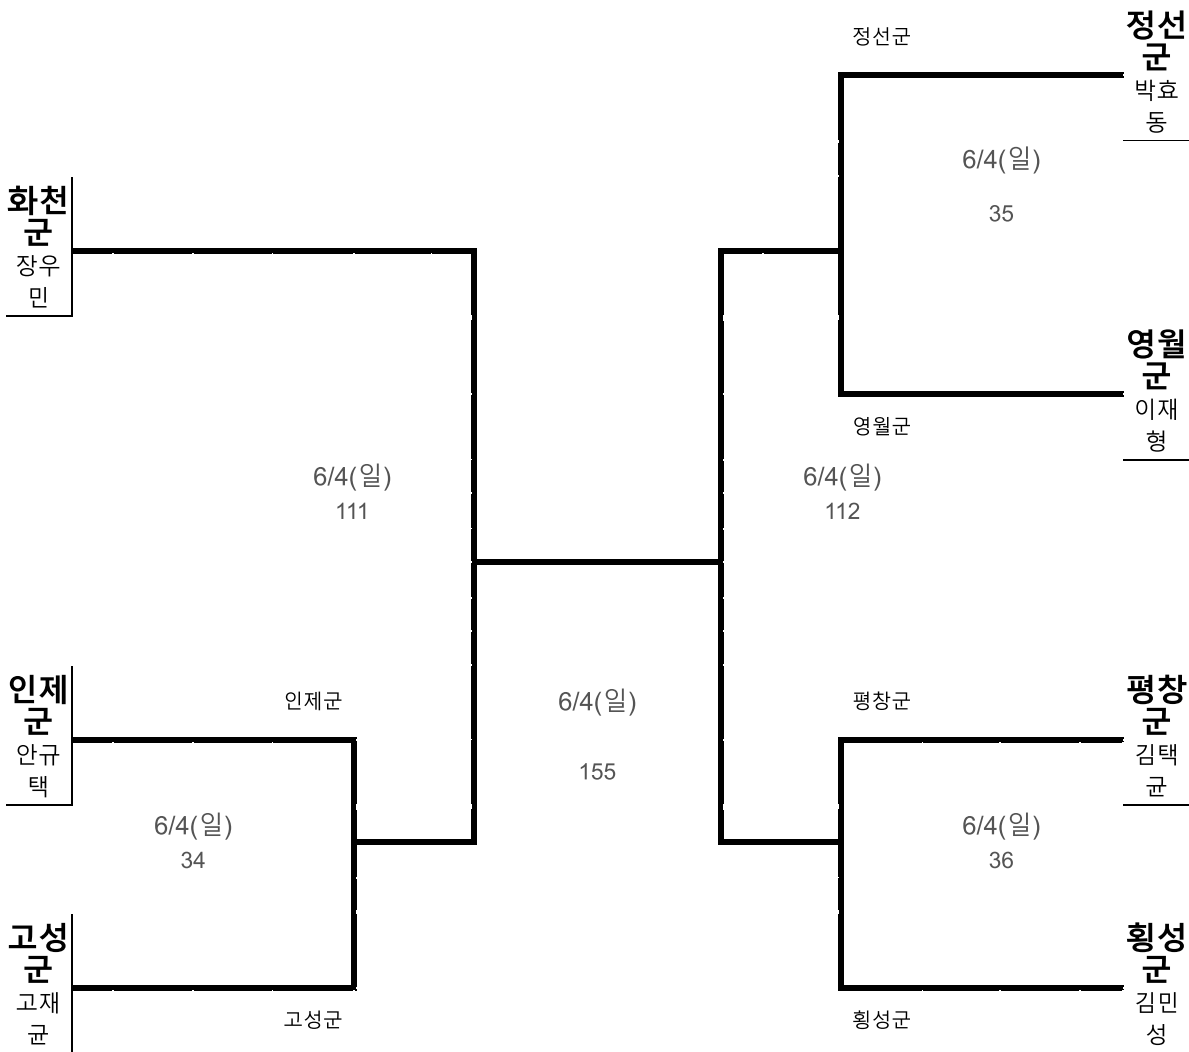 정선군
정선
군
박효
동
6/4(일)
35
화천
군
장우
민
영월
군
이재
형
영월군
6/4(일)
111
6/4(일)
112
인제
군
안규
택
인제군
6/4(일)
155
평창군
평창
군
김택
균
6/4(일)
34
6/4(일)
36
고성
군
고재
균
고성군
횡성군
횡성
군
김민
성